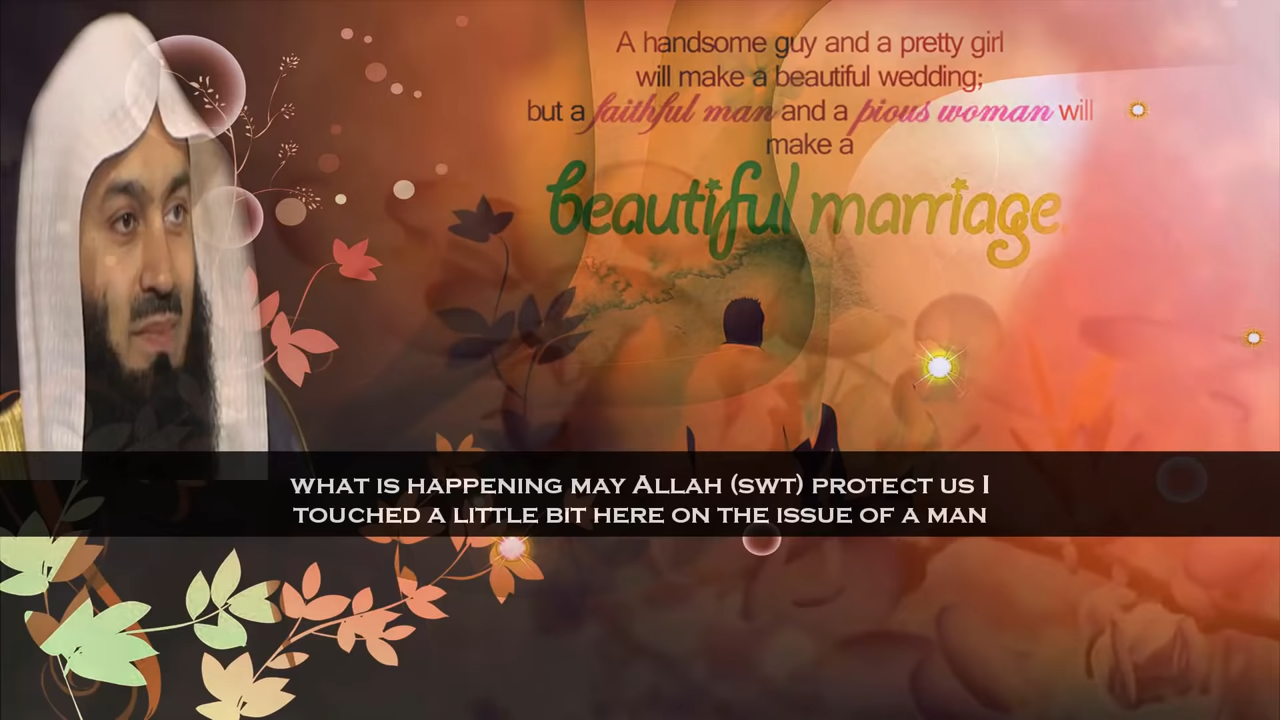 A handsome guy and a pretty girl
will make a beautiful wedding;
but a faithful man and a pious woman will
make a
beautiful marriage.
WHAT IS HAPPENING MAY ALLAH (SWT) PROTECT US I
TOUCHED A LITTLE BIT HERE ON THE ISSUE OF A MAN